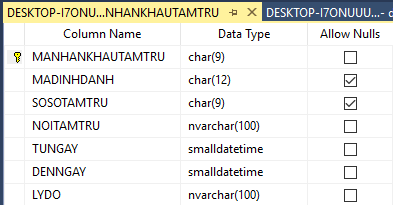 DESKTOP-I7ONU...NHANKHAUTAMTRU DESKTOP-I7ONUUU...-
Column Name Data Type Allow Nulls
MANHANKHAUTAMTRU char(9)
MADINHDANH char(12)
SOSOTAMTRU char(9)
NOITAMTRU nvarchar(100)
TUNGAY smalldatetime
DENNGAY smalldatetime
LYDO nvarchar(100)